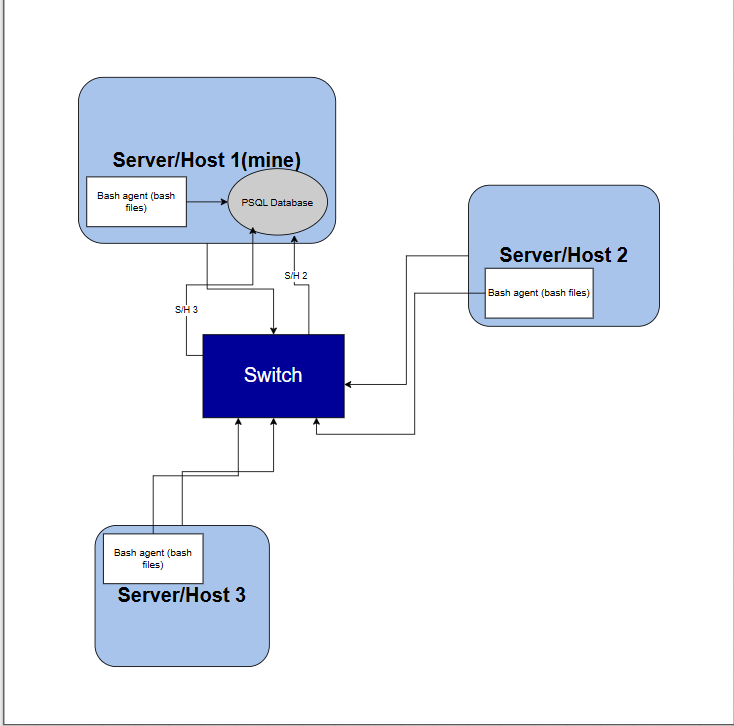 Server/Host 1(mine)
Bash agent (bash
files)
PSQL Database
Server/Host 2
Bash agent (bash files)
S/H 2
S/H 3
Switch
Bash agent (bash
files)
Server/Host 3